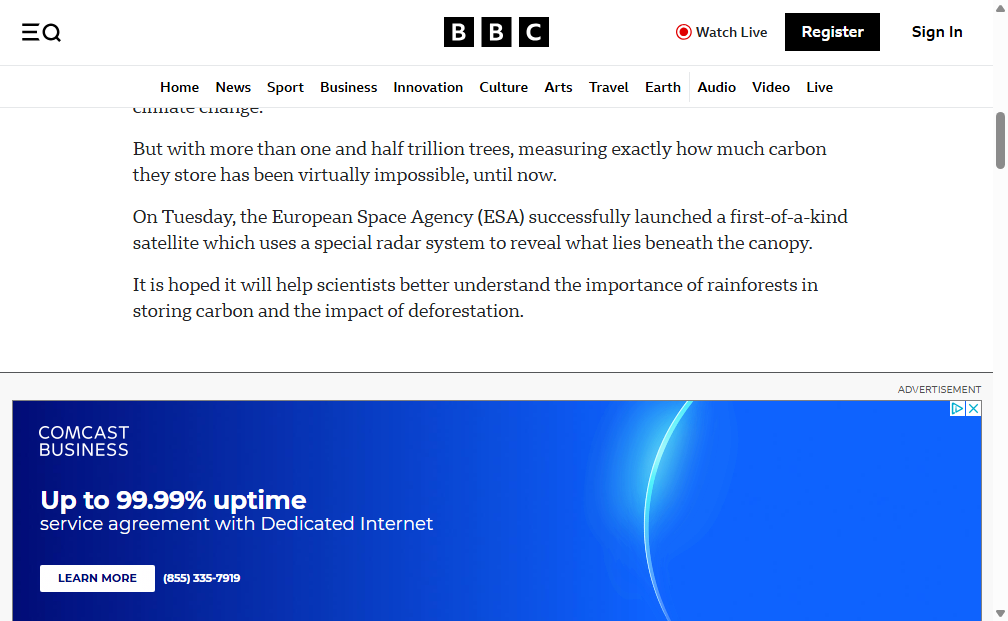 BBC
Watch Live
Register
Sign In
Home News Sport Business Innovation Culture Arts Travel Earth Audio Video Live
climate change.
But with more than one and half trillion trees, measuring exactly how much carbon
they store has been virtually impossible, until now.
On Tuesday, the European Space Agency (ESA) successfully launched a first-of-a-kind
satellite which uses a special radar system to reveal what lies beneath the canopy.
It is hoped it will help scientists better understand the importance of rainforests in
storing carbon and the impact of deforestation.
ADVERTISEMENT
COMCAST
BUSINESS
Up to 99.99% uptime
service agreement with Dedicated Internet
LEARN MORE (855) 335-7919